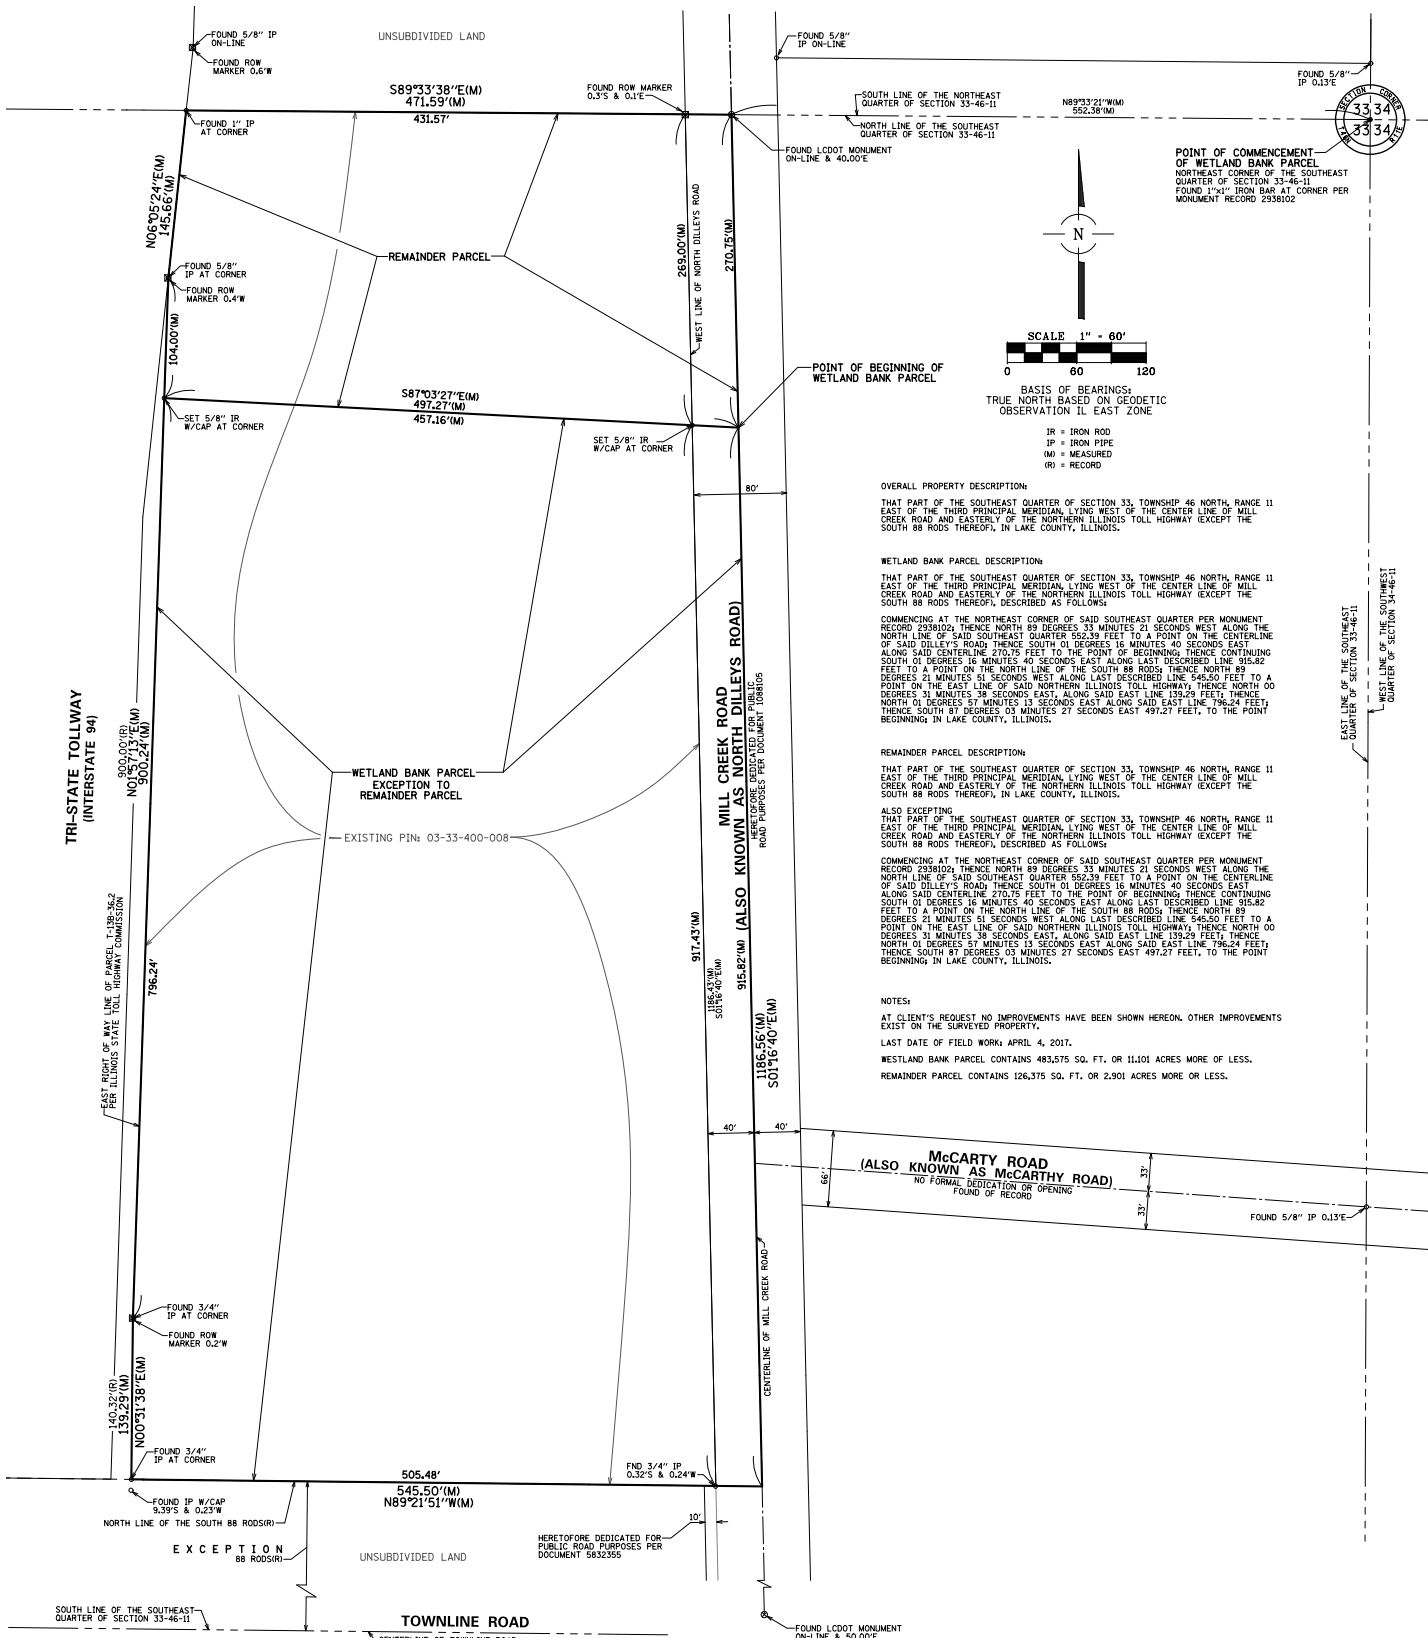 FOUND 5/8" IP
ON-LINE
FOUND ROW
MARKER 0.6'W
UNSUBDIVIDED LAND
FOUND 5/8"
IP ON-LINE
FOUND 5/8"
IP 0.13'E
S89°33'38"E(M)
471.59'(M)
431.57'
FOUND ROW MARKER
0.3'S & 0.1'E
SOUTH LINE OF THE NORTHEAST
QUARTER OF SECTION 33-46-11
NORTH LINE OF THE SOUTHEAST
QUARTER OF SECTION 33-46-11
N89°33'21"W(M)
552.38'(M)
SECTION CORNER
33 34
33 34
FOUND 1" IP
AT CORNER
FOUND LCDOT MONUMENT
ON-LINE & 40.00'E
POINT OF COMMENCEMENT
OF WETLAND BANK PARCEL
NORTHEAST CORNER OF THE SOUTHEAST
QUARTER OF SECTION 33-46-11
FOUND 1"x1" IRON BAR AT CORNER PER
MONUMENT RECORD 2938102
N06°05'24"E(M)
145.66'(M)
REMAINDER PARCEL
269.00'(M)
WEST LINE OF NORTH DILLEYS ROAD
270.75'(M)
N
FOUND 5/8"
IP AT CORNER
FOUND ROW
MARKER 0.4'W
104.00'(M)
SCALE 1" = 60'
0 60 120
BASIS OF BEARINGS:
TRUE NORTH BASED ON GEODETIC
OBSERVATION IL EAST ZONE
IR = IRON ROD
IP = IRON PIPE
(M) = MEASURED
(R) = RECORD
POINT OF BEGINNING OF
WETLAND BANK PARCEL
S87°03'27"E(M)
497.27'(M)
457.16'(M)
SET 5/8" IR
W/CAP AT CORNER
SET 5/8" IR
W/CAP AT CORNER
80'
OVERALL PROPERTY DESCRIPTION:
THAT PART OF THE SOUTHEAST QUARTER OF SECTION 33, TOWNSHIP 46 NORTH, RANGE 11
EAST OF THE THIRD PRINCIPAL MERIDIAN, LYING WEST OF THE CENTER LINE OF MILL
CREEK ROAD AND EASTERLY OF THE NORTHERN ILLINOIS TOLL HIGHWAY (EXCEPT THE
SOUTH 88 RODS THEREOF), IN LAKE COUNTY, ILLINOIS.
WETLAND BANK PARCEL DESCRIPTION:
THAT PART OF THE SOUTHEAST QUARTER OF SECTION 33, TOWNSHIP 46 NORTH, RANGE 11
EAST OF THE THIRD PRINCIPAL MERIDIAN, LYING WEST OF THE CENTER LINE OF MILL
CREEK ROAD AND EASTERLY OF THE NORTHERN ILLINOIS TOLL HIGHWAY (EXCEPT THE
SOUTH 88 RODS THEREOF), DESCRIBED AS FOLLOWS:
COMMENCING AT THE NORTHEAST CORNER OF SAID SOUTHEAST QUARTER PER MONUMENT
RECORD 2938102; THENCE NORTH 89 DEGREES 33 MINUTES 21 SECONDS WEST ALONG THE
NORTH LINE OF SAID SOUTHEAST QUARTER 552.39 FEET TO A POINT ON THE CENTERLINE
OF SAID DILLEY'S ROAD; THENCE SOUTH 01 DEGREES 16 MINUTES 40 SECONDS EAST
ALONG SAID CENTERLINE 270.75 FEET TO THE POINT OF BEGINNING; THENCE CONTINUING
SOUTH 01 DEGREES 16 MINUTES 40 SECONDS EAST ALONG LAST DESCRIBED LINE 915.82
FEET TO A POINT ON THE NORTH LINE OF THE SOUTH 88 RODS; THENCE NORTH 89
DEGREES 21 MINUTES 51 SECONDS WEST ALONG LAST DESCRIBED LINE 545.50 FEET TO A
POINT ON THE EAST LINE OF SAID NORTHERN ILLINOIS TOLL HIGHWAY; THENCE NORTH 00
DEGREES 31 MINUTES 38 SECONDS EAST, ALONG SAID EAST LINE 139.29 FEET; THENCE
NORTH 01 DEGREES 57 MINUTES 13 SECONDS EAST ALONG SAID EAST LINE 796.24 FEET;
THENCE SOUTH 87 DEGREES 03 MINUTES 27 SECONDS EAST 497.27 FEET, TO THE POINT
BEGINNING; IN LAKE COUNTY, ILLINOIS.
REMAINDER PARCEL DESCRIPTION:
THAT PART OF THE SOUTHEAST QUARTER OF SECTION 33, TOWNSHIP 46 NORTH, RANGE 11
EAST OF THE THIRD PRINCIPAL MERIDIAN, LYING WEST OF THE CENTER LINE OF MILL
CREEK ROAD AND EASTERLY OF THE NORTHERN ILLINOIS TOLL HIGHWAY (EXCEPT THE
SOUTH 88 RODS THEREOF), IN LAKE COUNTY, ILLINOIS.
ALSO EXCEPTING
THAT PART OF THE SOUTHEAST QUARTER OF SECTION 33, TOWNSHIP 46 NORTH, RANGE 11
EAST OF THE THIRD PRINCIPAL MERIDIAN, LYING WEST OF THE CENTER LINE OF MILL
CREEK ROAD AND EASTERLY OF THE NORTHERN ILLINOIS TOLL HIGHWAY (EXCEPT THE
SOUTH 88 RODS THEREOF), DESCRIBED AS FOLLOWS:
COMMENCING AT THE NORTHEAST CORNER OF SAID SOUTHEAST QUARTER PER MONUMENT
RECORD 2938102; THENCE NORTH 89 DEGREES 33 MINUTES 21 SECONDS WEST ALONG THE
NORTH LINE OF SAID SOUTHEAST QUARTER 552.39 FEET TO A POINT ON THE CENTERLINE
OF SAID DILLEY'S ROAD; THENCE SOUTH 01 DEGREES 16 MINUTES 40 SECONDS EAST
ALONG SAID CENTERLINE 270.75 FEET TO THE POINT OF BEGINNING; THENCE CONTINUING
SOUTH 01 DEGREES 16 MINUTES 40 SECONDS EAST ALONG LAST DESCRIBED LINE 915.82
FEET TO A POINT ON THE NORTH LINE OF THE SOUTH 88 RODS; THENCE NORTH 89
DEGREES 21 MINUTES 51 SECONDS WEST ALONG LAST DESCRIBED LINE 545.50 FEET TO A
POINT ON THE EAST LINE OF SAID NORTHERN ILLINOIS TOLL HIGHWAY; THENCE NORTH 00
DEGREES 31 MINUTES 38 SECONDS EAST, ALONG SAID EAST LINE 139.29 FEET; THENCE
NORTH 01 DEGREES 57 MINUTES 13 SECONDS EAST ALONG SAID EAST LINE 796.24 FEET;
THENCE SOUTH 87 DEGREES 03 MINUTES 27 SECONDS EAST 497.27 FEET, TO THE POINT
BEGINNING; IN LAKE COUNTY, ILLINOIS.
NOTES:
AT CLIENT'S REQUEST NO IMPROVEMENTS HAVE BEEN SHOWN HEREON. OTHER IMPROVEMENTS
EXIST ON THE SURVEYED PROPERTY.
LAST DATE OF FIELD WORK: APRIL 4, 2017.
WESTLAND BANK PARCEL CONTAINS 483,575 SQ. FT. OR 11.101 ACRES MORE OF LESS.
REMAINDER PARCEL CONTAINS 126,375 SQ. FT. OR 2.901 ACRES MORE OR LESS.
EAST LINE OF THE SOUTHEAST
QUARTER OF SECTION 33-46-11
WEST LINE OF THE SOUTHWEST
QUARTER OF SECTION 34-46-11
TRI-STATE TOLLWAY
(INTERSTATE 94)
900.00'(R)
N01°57'13"E(M)
900.24'(M)
WETLAND BANK PARCEL
EXCEPTION TO
REMAINDER PARCEL
EXISTING PIN: 03-33-400-008
MILL CREEK ROAD
(ALSO KNOWN AS NORTH DILLEYS ROAD)
HERETOFORE DEDICATED FOR PUBLIC
ROAD PURPOSES PER DOCUMENT 1088105
EAST RIGHT OF WAY LINE OF PARCEL T-13B-36.2
PER ILLINOIS STATE TOLL HIGHWAY COMMISSION
796.24'
917.43'(M)
1186.43'(M)
S01°16'40"E(M)
915.82'(M)
1186.56'(M)
S01°16'40"E(M)
40' 40'
McCARTY ROAD
(ALSO KNOWN AS McCARTHY ROAD)
NO FORMAL DEDICATION OR OPENING
FOUND OF RECORD
66'
33'
33'
FOUND 5/8" IP 0.13'E
CENTERLINE OF MILL CREEK ROAD
FOUND 3/4"
IP AT CORNER
FOUND ROW
MARKER 0.2'W
140.32'(R)
139.29'(M)
N00°31'38"E(M)
FOUND 3/4"
IP AT CORNER
505.48'
545.50'(M)
N89°21'51"W(M)
FND 3/4" IP
0.32'S & 0.24'W
FOUND IP W/CAP
9.39'S & 0.23'W
NORTH LINE OF THE SOUTH 88 RODS(R)
10'
HERETOFORE DEDICATED FOR
PUBLIC ROAD PURPOSES PER
DOCUMENT 5832355
EXCEPTION
88 RODS(R)
UNSUBDIVIDED LAND
SOUTH LINE OF THE SOUTHEAST
QUARTER OF SECTION 33-46-11
TOWNLINE ROAD
FOUND LCDOT MONUMENT
ON-LINE & 50.00'E